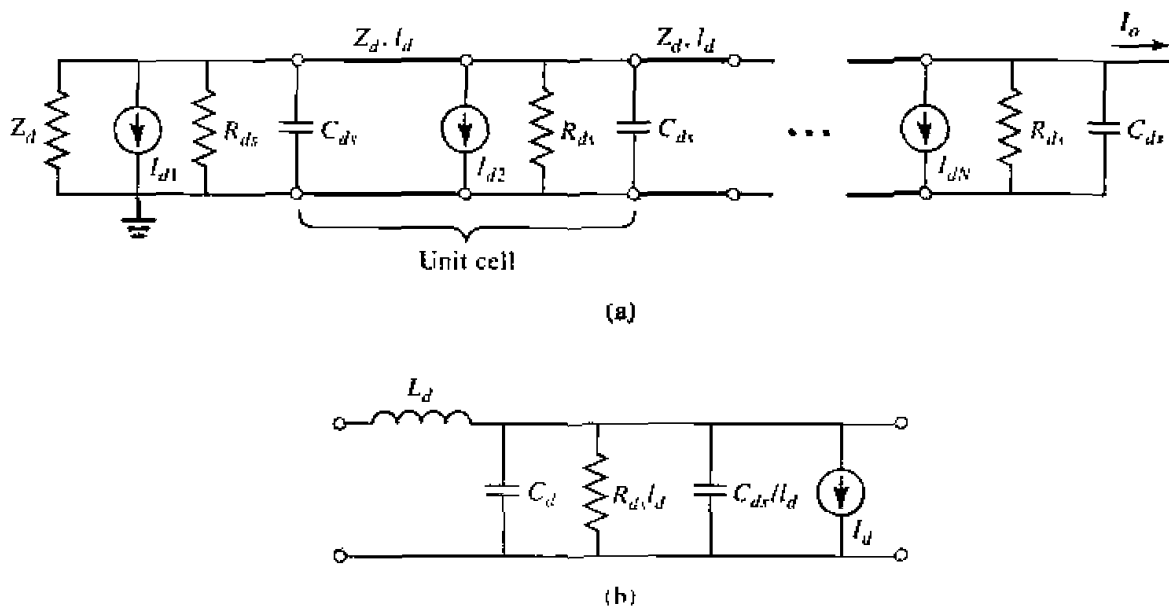 Z_d, l_d Z_d, l_d I_o
Z_d I_d1 R_ds C_ds I_d2 R_ds C_ds ••• I_dN R_ds C_ds
Unit cell
(a)
L_d
C_d R_ds l_d C_ds/l_d I_d
(b)